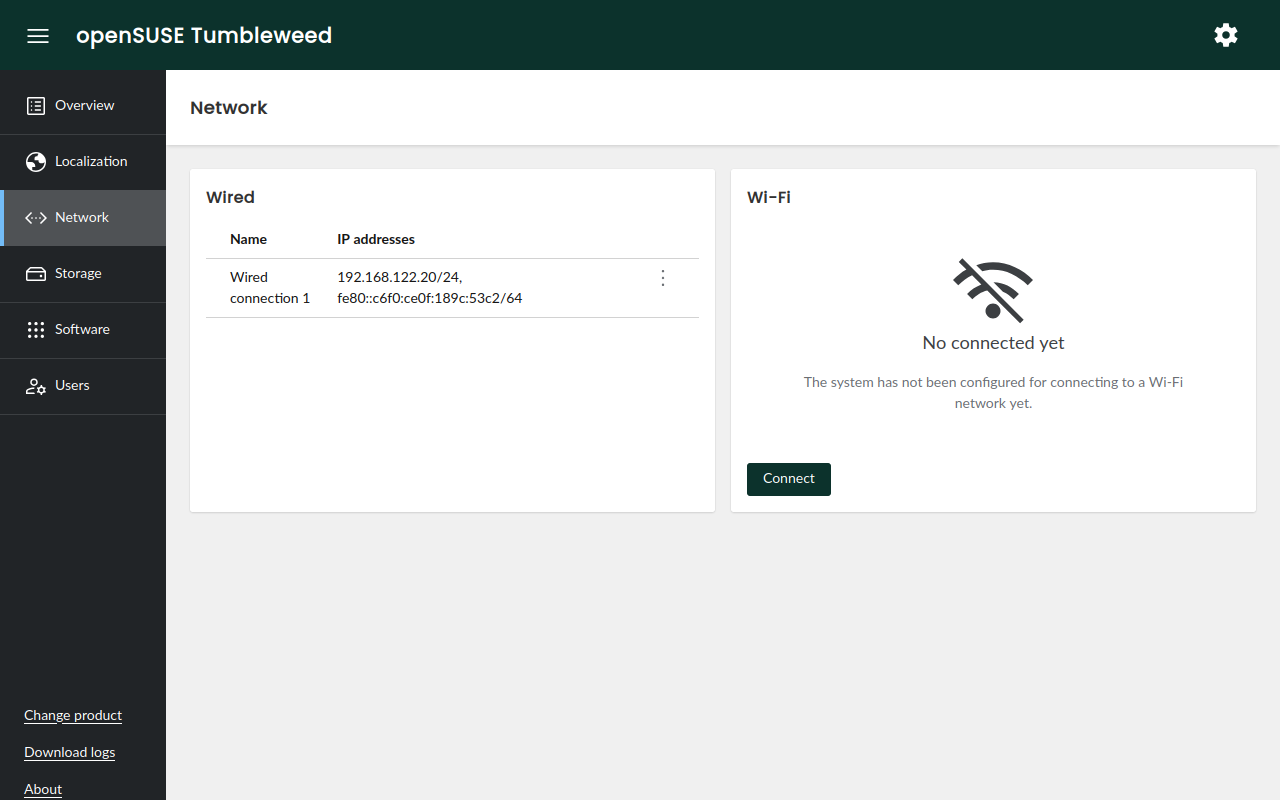 openSUSE Tumbleweed
Overview
Localization
Network
Storage
Software
Users
Change product
Download logs
About
Network
Wired
Name IP addresses
Wired 192.168.122.20/24,
connection 1 fe80::c6f0:ce0f:189c:53c2/64
Wi-Fi
No connected yet
The system has not been configured for connecting to a Wi-Fi
network yet.
Connect